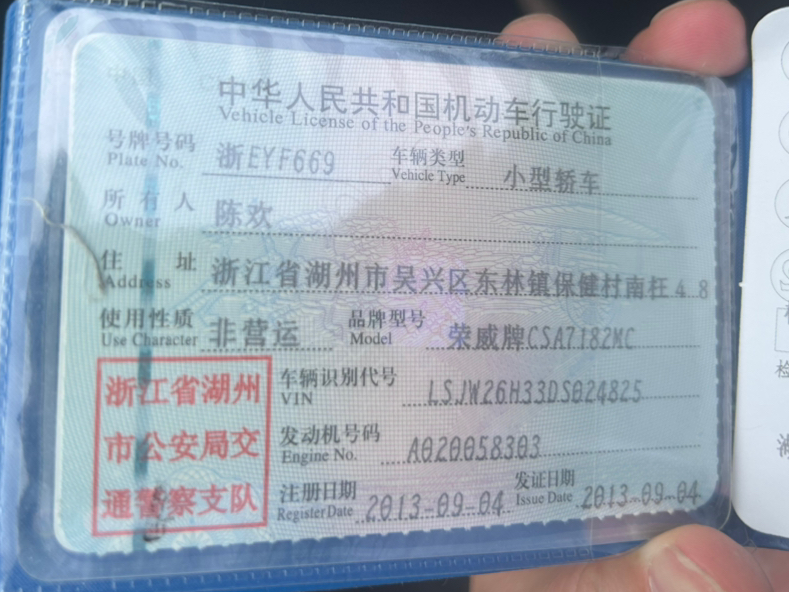 中华人民共和国机动车行驶证
Vehicle License of the People's Republic of China
号牌号码 浙EYF669 车辆类型 小型轿车
Plate No. Vehicle Type
所有人 陈欢
Owner
住址 浙江省湖州市吴兴区东林镇保健村南枉48
Address
使用性质 非营运 品牌型号 荣威牌CSA7182MC
Use Character Model
浙江省湖州
市公安局交
通警察支队
车辆识别代号 LSJW26H33DS024825
VIN
发动机号码 A020058303
Engine No.
注册日期 2013-09-04 发证日期 2013-09-04
Register Date Issue Date
检